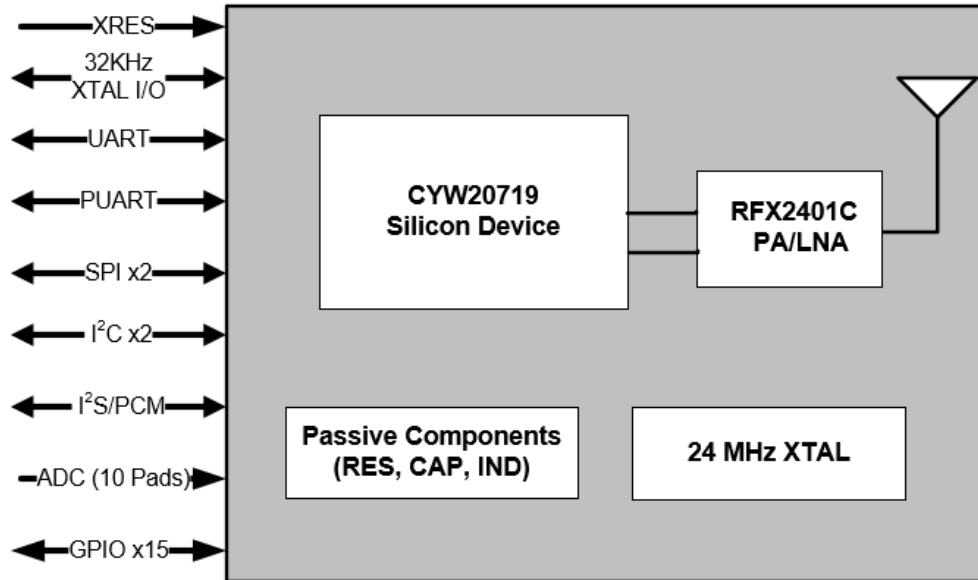 XRES
32KHz
XTAL I/O
UART
PUART
SPI x2
I²C x2
I²S/PCM
ADC (10 Pads)
GPIO x15
CYW20719
Silicon Device
RFX2401C
PA/LNA
Passive Components
(RES, CAP, IND)
24 MHz XTAL